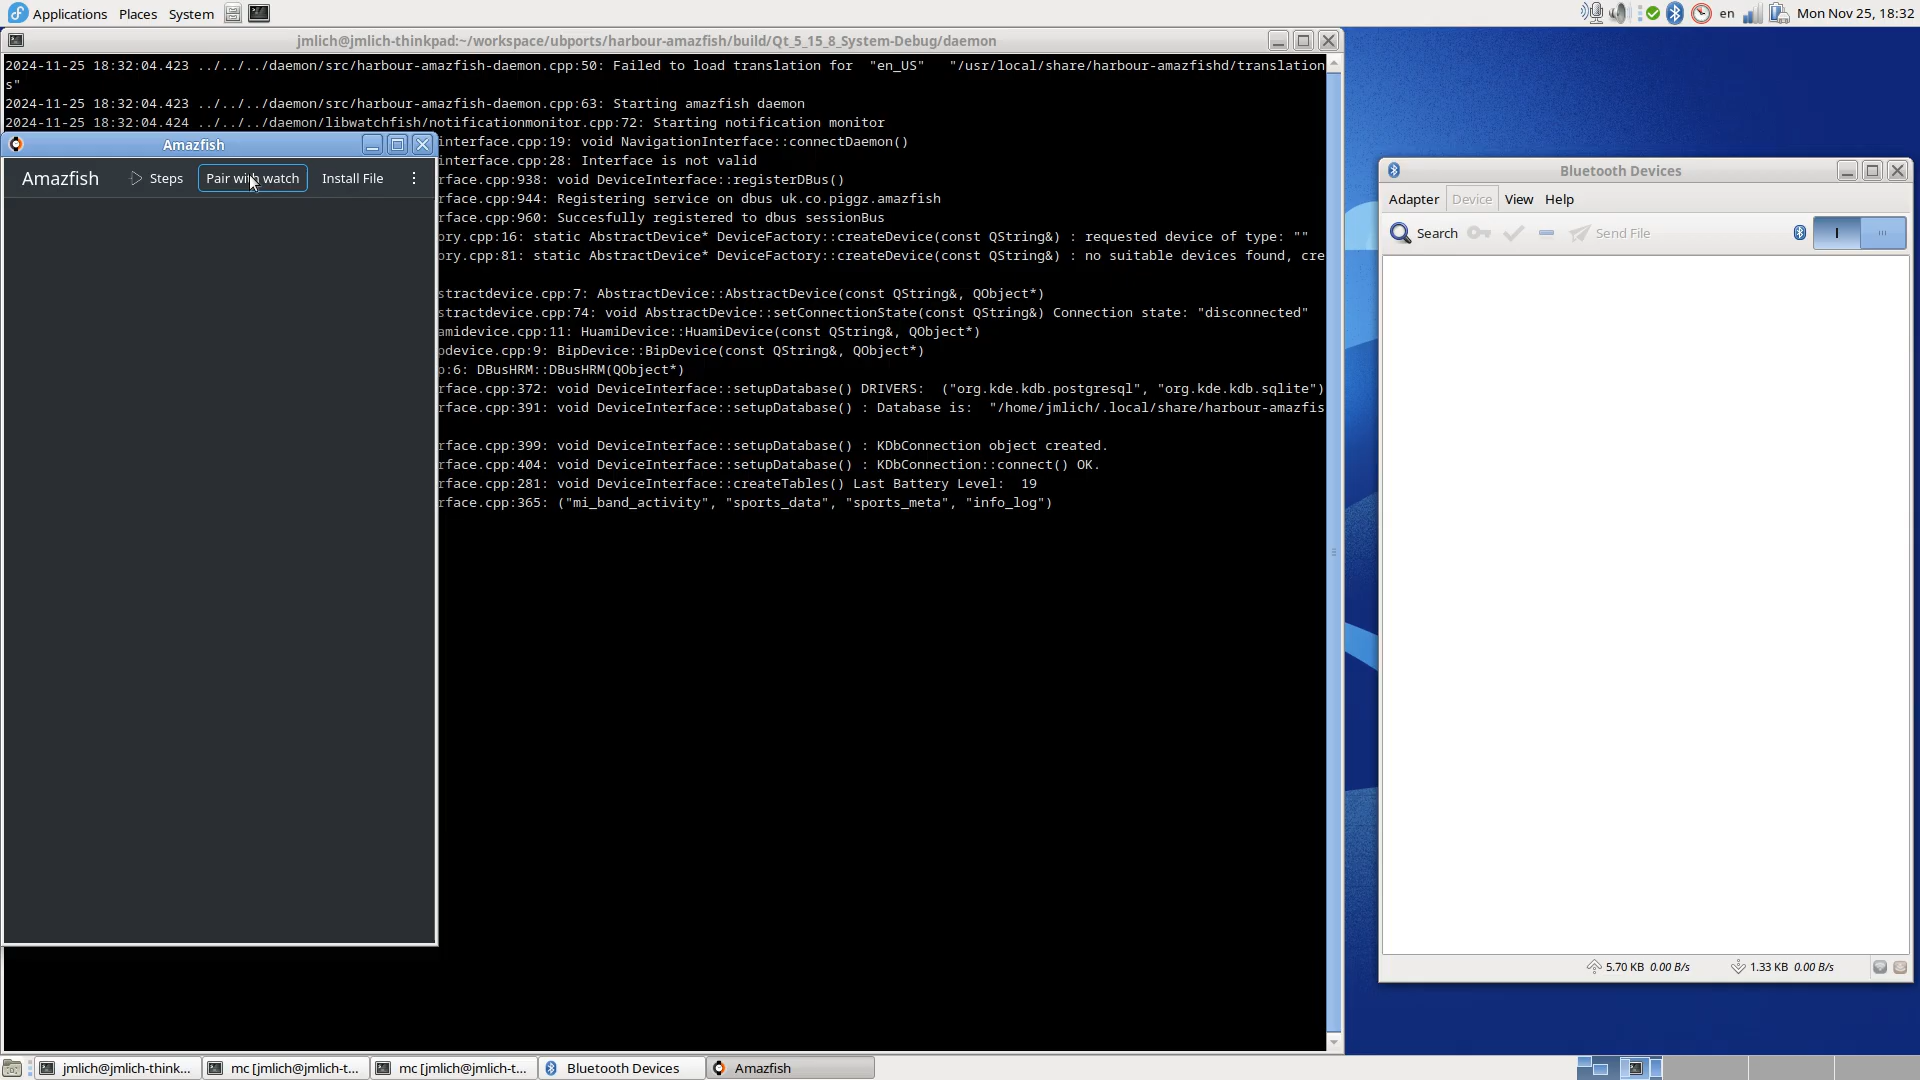 Applications Places System
en Mon Nov 25, 18:32
jmlich@jmlich-thinkpad:~/workspace/ubports/harbour-amazfish/build/Qt_5_15_8_System-Debug/daemon
2024-11-25 18:32:04.423 ../../../daemon/src/harbour-amazfish-daemon.cpp:50: Failed to load translation for "en_US" "/usr/local/share/harbour-amazfishd/translation
s"
2024-11-25 18:32:04.423 ../../../daemon/src/harbour-amazfish-daemon.cpp:63: Starting amazfish daemon
2024-11-25 18:32:04.424 ../../../daemon/libwatchfish/notificationmonitor.cpp:72: Starting notification monitor
interface.cpp:19: void NavigationInterface::connectDaemon()
interface.cpp:28: Interface is not valid
rface.cpp:938: void DeviceInterface::registerDBus()
rface.cpp:944: Registering service on dbus uk.co.piggz.amazfish
rface.cpp:960: Succesfully registered to dbus sessionBus
ory.cpp:16: static AbstractDevice* DeviceFactory::createDevice(const QString&) : requested device of type: ""
ory.cpp:81: static AbstractDevice* DeviceFactory::createDevice(const QString&) : no suitable devices found, cre
stractdevice.cpp:7: AbstractDevice::AbstractDevice(const QString&, QObject*)
stractdevice.cpp:74: void AbstractDevice::setConnectionState(const QString&) Connection state: "disconnected"
amidevice.cpp:11: HuamiDevice::HuamiDevice(const QString&, QObject*)
pdevice.cpp:9: BipDevice::BipDevice(const QString&, QObject*)
p:6: DBusHRM::DBusHRM(QObject*)
rface.cpp:372: void DeviceInterface::setupDatabase() DRIVERS: ("org.kde.kdb.postgresql", "org.kde.kdb.sqlite")
rface.cpp:391: void DeviceInterface::setupDatabase() : Database is: "/home/jmlich/.local/share/harbour-amazfis
rface.cpp:399: void DeviceInterface::setupDatabase() : KDbConnection object created.
rface.cpp:404: void DeviceInterface::setupDatabase() : KDbConnection::connect() OK.
rface.cpp:281: void DeviceInterface::createTables() Last Battery Level: 19
rface.cpp:365: ("mi_band_activity", "sports_data", "sports_meta", "info_log")
Amazfish
Amazfish Steps Pair with watch Install File
Bluetooth Devices
Adapter Device View Help
Search Send File
5.70 KB 0.00 B/s 1.33 KB 0.00 B/s
jmlich@jmlich-think... mc [jmlich@jmlich-t... mc [jmlich@jmlich-t... Bluetooth Devices Amazfish